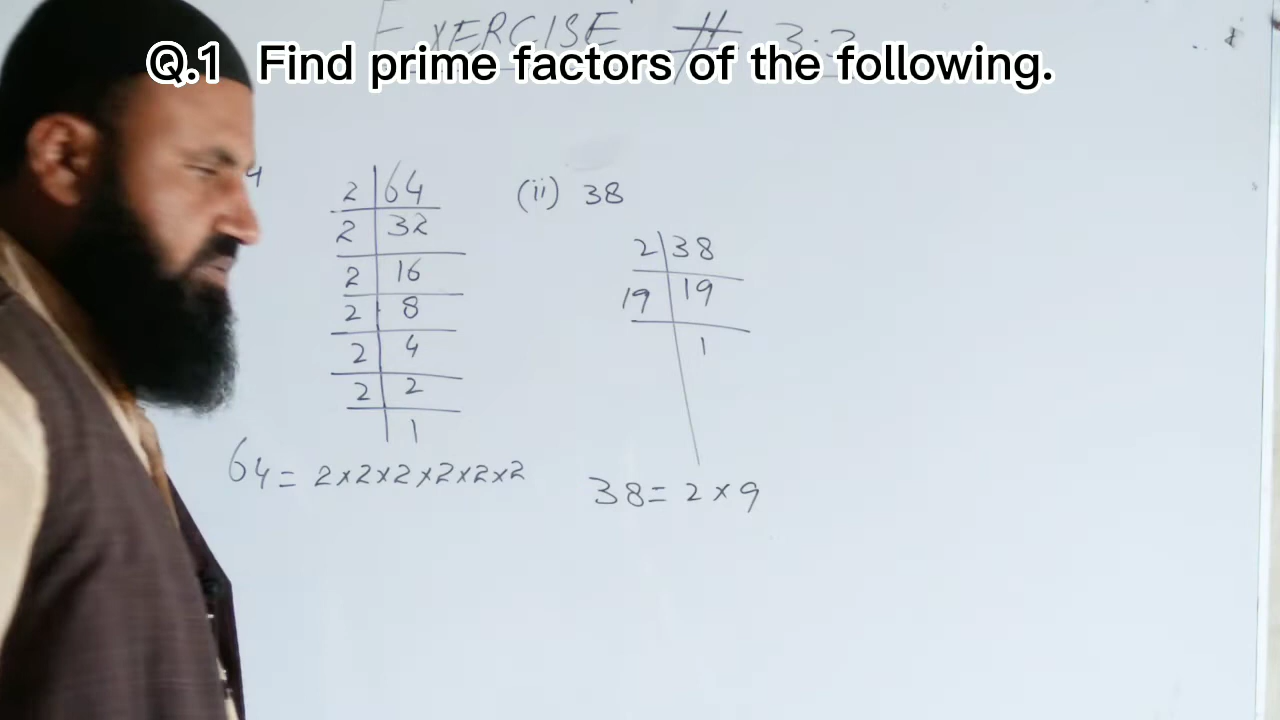 EXERCISE # 3.3
Q.1 Find prime factors of the following.
4
2 | 64
2 | 32
2 | 16
2 | 8
2 | 4
2 | 2
1
64 = 2×2×2×2×2×2
(ii) 38
2 | 38
19 | 19
1
38 = 2×9